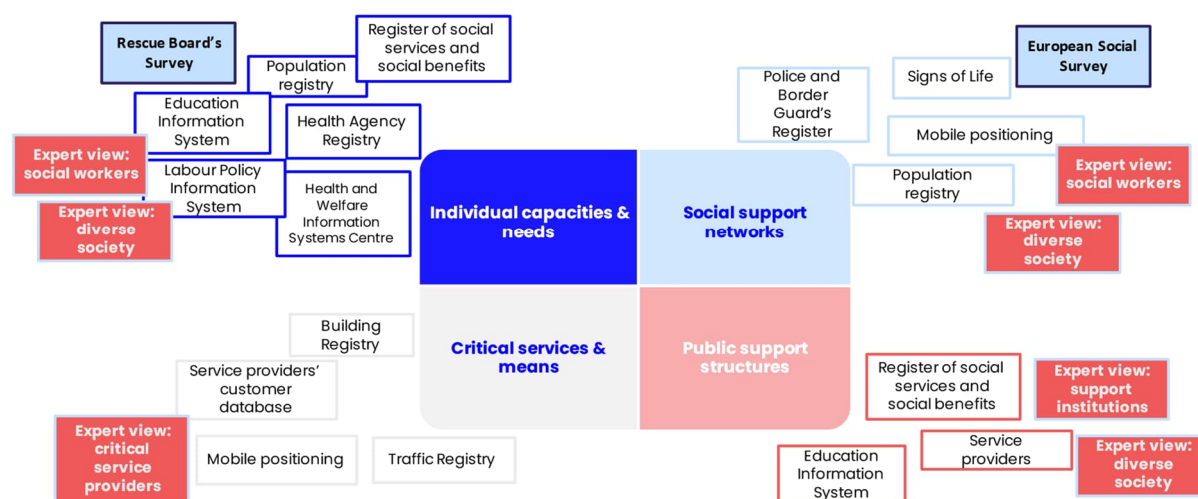 Rescue Board's
Survey
Population
registry
Register of social
services and
social benefits
Education
Information
System
Health Agency
Registry
Expert view:
social workers
Labour Policy
Information
System
Health and
Welfare
Information
Systems Centre
Expert view:
diverse
society
Police and
Border
Guard's
Register
Signs of Life
European Social
Survey
Mobile positioning
Expert view:
social workers
Population
registry
Expert view:
diverse
society
Individual capacities &
needs
Social support
networks
Critical services &
means
Public support
structures
Building
Registry
Service providers'
customer
database
Expert view:
critical
service
providers
Mobile positioning
Traffic Registry
Register of social
services and
social benefits
Expert view:
support
institutions
Service
providers
Education
Information
System
Expert view:
diverse
society